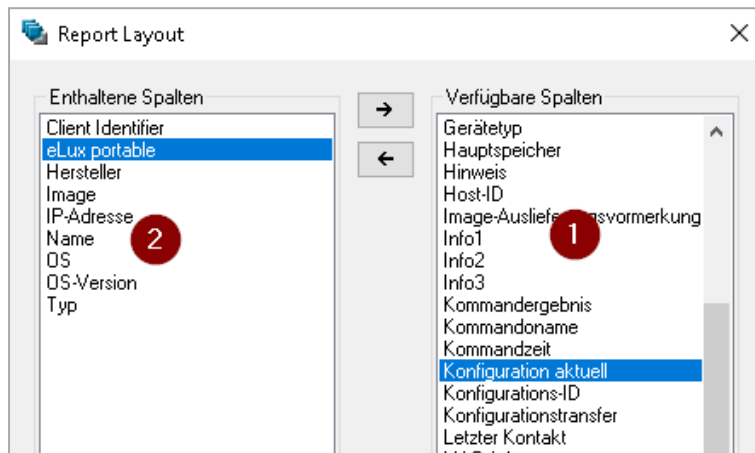 Report Layout
Enthaltene Spalten
Client Identifier
eLux portable
Hersteller
Image
IP-Adresse
Name
OS
OS-Version
Typ
2
Verfügbare Spalten
Gerätetyp
Hauptspeicher
Hinweis
Host-ID
Info1
Info2
Info3
Kommandergebnis
Kommandoname
Kommandzeit
Konfiguration aktuell
Konfigurations-ID
Konfigurationstransfer
Letzter Kontakt
1